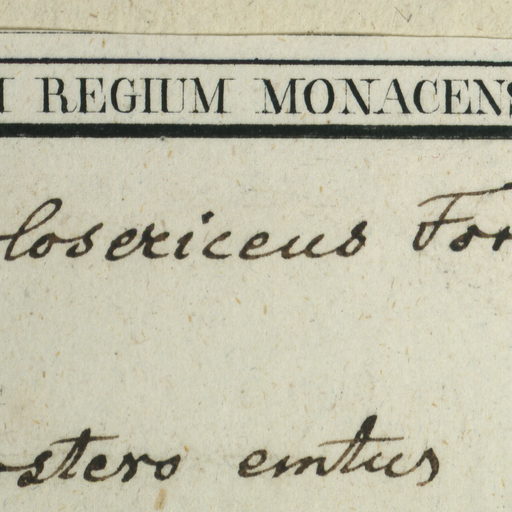 REGIUM MONACENS
losericeus For
stero emtus